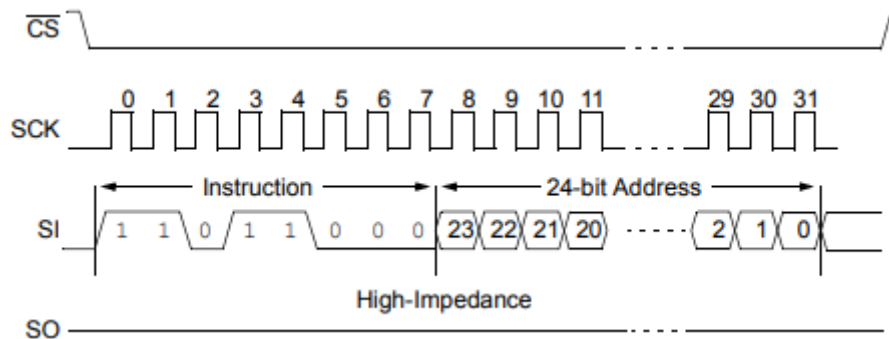 CS
0 1 2 3 4 5 6 7 8 9 10 11 29 30 31
SCK
Instruction 24-bit Address
SI 1 1 0 1 1 0 0 0 23 22 21 20 2 1 0
High-Impedance
SO